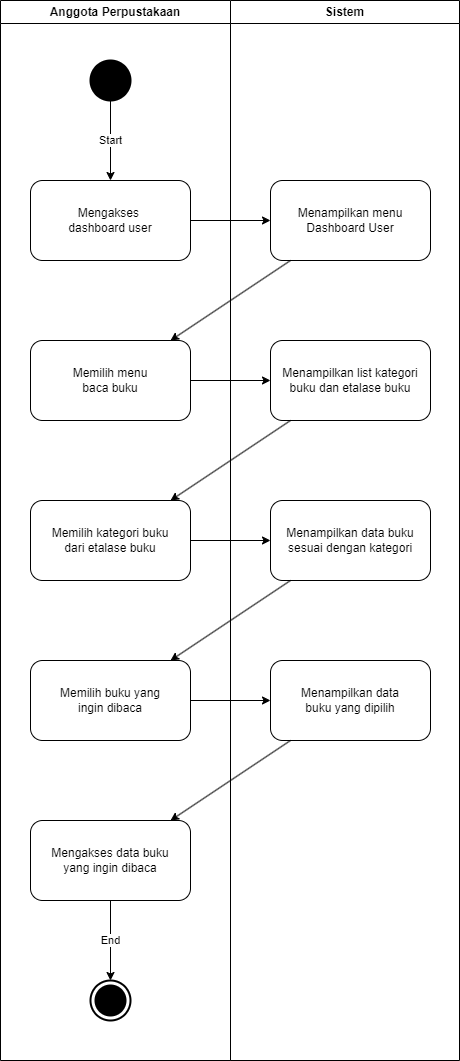 Anggota Perpustakaan
Sistem
Start
Mengakses
dashboard user
Menampilkan menu
Dashboard User
Memilih menu
baca buku
Menampilkan list kategori
buku dan etalase buku
Memilih kategori buku
dari etalase buku
Menampilkan data buku
sesuai dengan kategori
Memilih buku yang
ingin dibaca
Menampilkan data
buku yang dipilih
Mengakses data buku
yang ingin dibaca
End